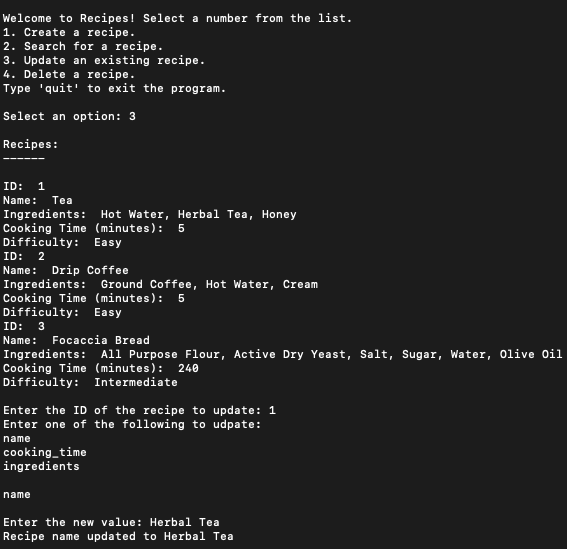 Welcome to Recipes! Select a number from the list.
1. Create a recipe.
2. Search for a recipe.
3. Update an existing recipe.
4. Delete a recipe.
Type 'quit' to exit the program.
Select an option: 3
Recipes:
——————
ID:  1
Name:  Tea
Ingredients:  Hot Water, Herbal Tea, Honey
Cooking Time (minutes):  5
Difficulty:  Easy
ID:  2
Name:  Drip Coffee
Ingredients:  Ground Coffee, Hot Water, Cream
Cooking Time (minutes):  5
Difficulty:  Easy
ID:  3
Name:  Focaccia Bread
Ingredients:  All Purpose Flour, Active Dry Yeast, Salt, Sugar, Water, Olive Oil
Cooking Time (minutes):  240
Difficulty:  Intermediate
Enter the ID of the recipe to update: 1
Enter one of the following to udpate:
name
cooking_time
ingredients
name
Enter the new value: Herbal Tea
Recipe name updated to Herbal Tea